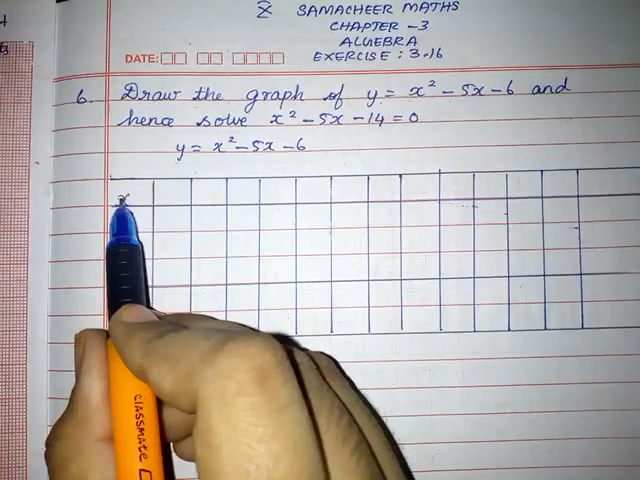 X̄ SAMACHEER MATHS
CHAPTER -3
ALGEBRA
EXERCISE: 3.16
DATE:
6. Draw the graph of y = x² - 5x - 6 and
hence solve x² - 5x - 14 = 0
y = x² - 5x - 6
x
CLASSMATE